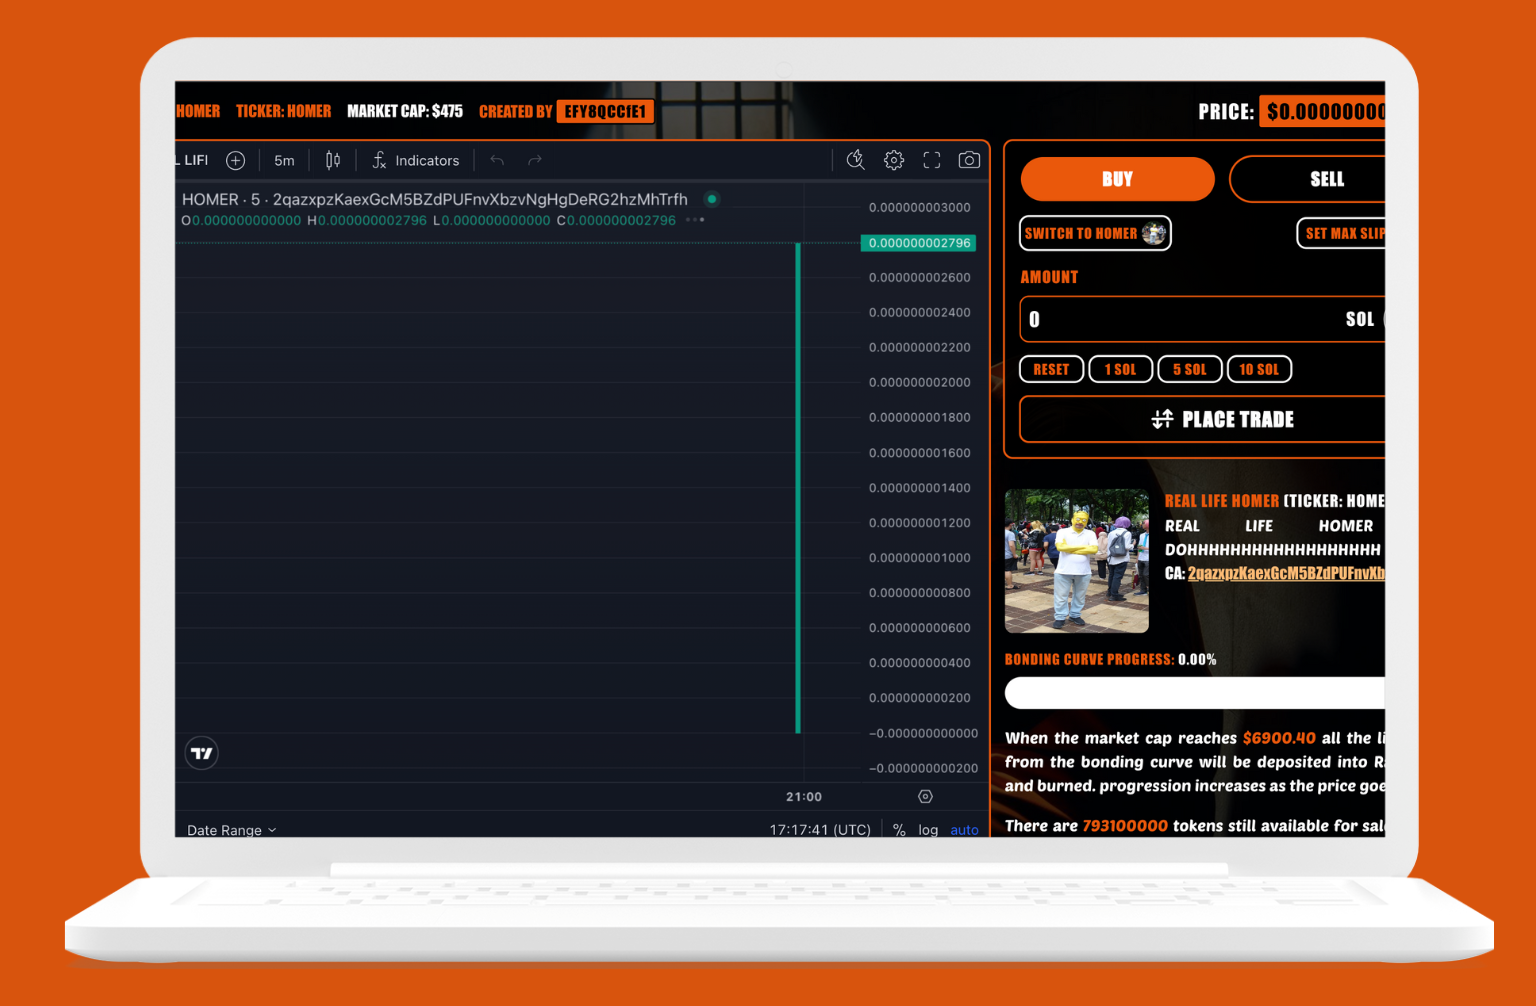 HOMER TICKER: HOMER MARKET CAP: $475 CREATED BY EFY8QCCfE1
PRICE: $0.00000000
L LIFI 5m Indicators
HOMER · 5 · 2qazxpzKaexGcM5BZdPUFnvXbzvNgHgDeRG2hzMhTrfh
O0.000000000000 H0.000000002796 L0.000000000000 C0.000000002796
0.000000003000
0.000000002796
0.000000002600
0.000000002400
0.000000002200
0.000000002000
0.000000001800
0.000000001600
0.000000001400
0.000000001200
0.000000001000
0.000000000800
0.000000000600
0.000000000400
0.000000000200
−0.000000000000
−0.000000000200
21:00
Date Range
17:17:41 (UTC) % log auto
BUY SELL
SWITCH TO HOMER SET MAX SLIP
AMOUNT
0 SOL
RESET 1 SOL 5 SOL 10 SOL
PLACE TRADE
REAL LIFE HOMER (TICKER: HOME
REAL LIFE HOMER
DOHHHHHHHHHHHHHHHHHH
CA: 2qazxpzKaexGcM5BZdPUFnvXb
BONDING CURVE PROGRESS: 0.00%
When the market cap reaches $6900.40 all the li
from the bonding curve will be deposited into R
and burned. progression increases as the price goe
There are 793100000 tokens still available for sal